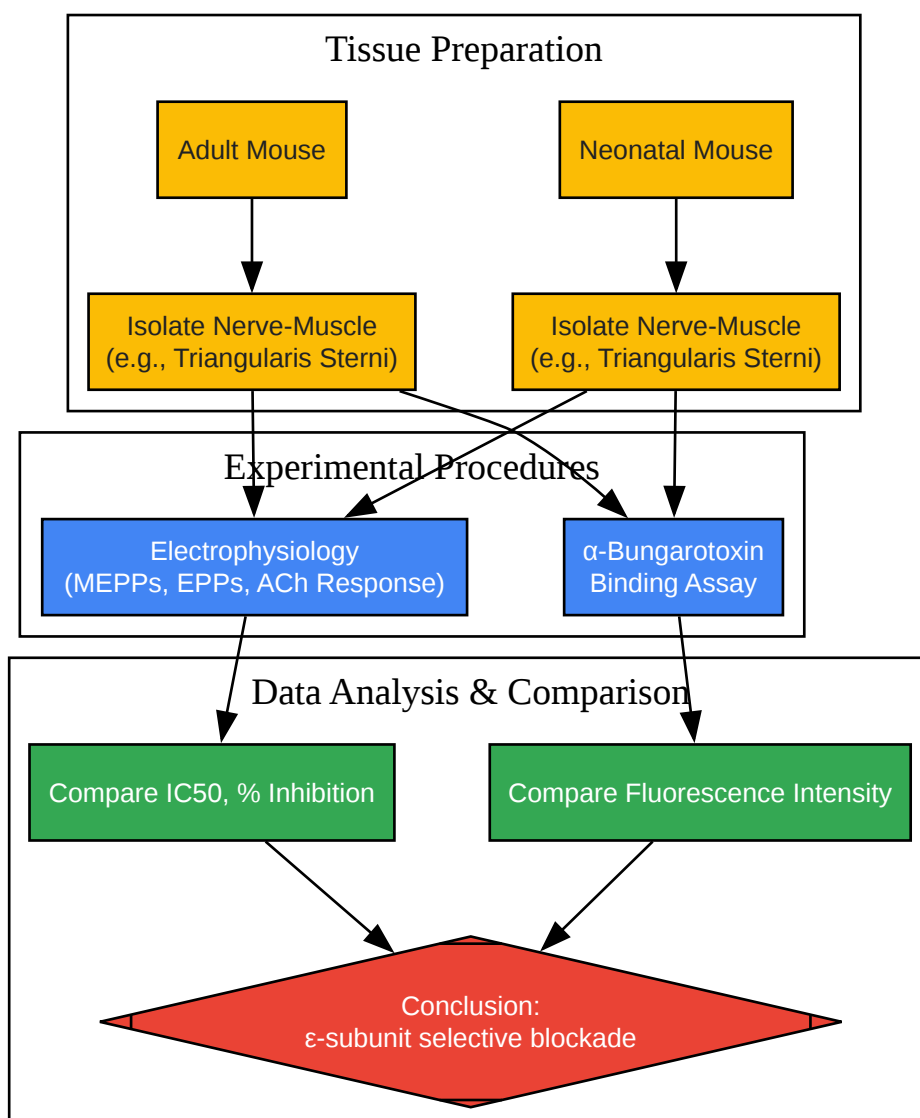 Tissue Preparation
Adult Mouse
Neonatal Mouse
Isolate Nerve-Muscle
(e.g., Triangularis Sterni)
Isolate Nerve-Muscle
(e.g., Triangularis Sterni)
Experimental Procedures
Electrophysiology
(MEPPs, EPPs, ACh Response)
α-Bungarotoxin
Binding Assay
Data Analysis & Comparison
Compare IC50, % Inhibition
Compare Fluorescence Intensity
Conclusion:
ε-subunit selective blockade